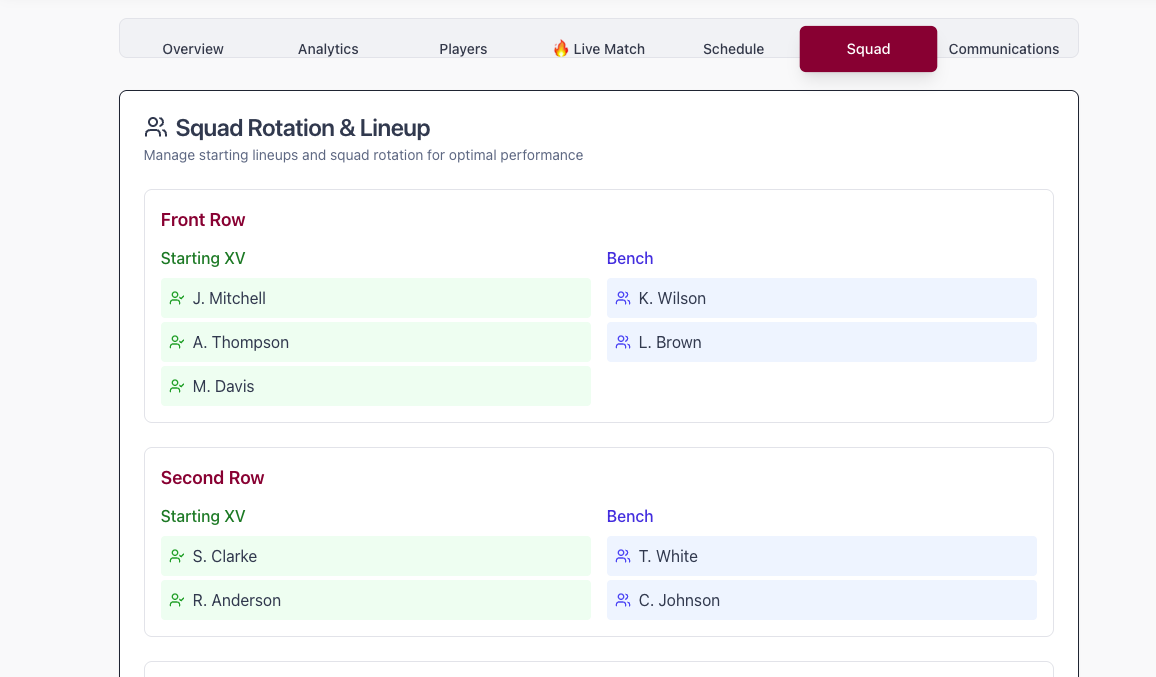 Overview Analytics Players 🔥 Live Match Schedule Squad Communications
Squad Rotation & Lineup
Manage starting lineups and squad rotation for optimal performance
Front Row
Starting XV
J. Mitchell
A. Thompson
M. Davis
Bench
K. Wilson
L. Brown
Second Row
Starting XV
S. Clarke
R. Anderson
Bench
T. White
C. Johnson